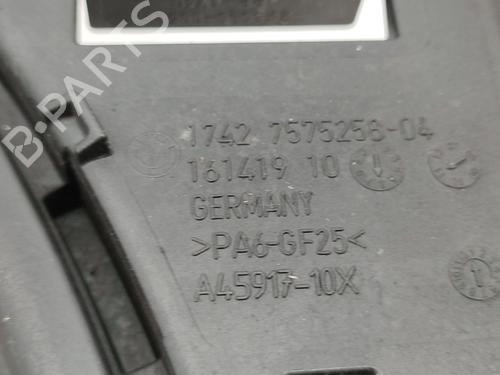 B-PARTS
1742 7575258-04
161419 10
GERMANY
>PA6-GF25<
A45917-10X